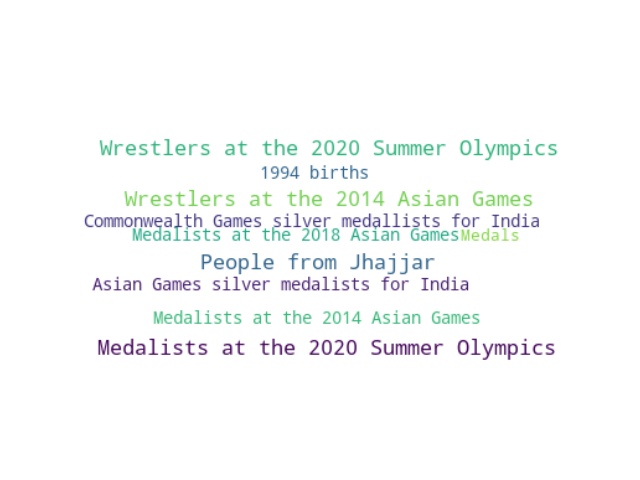 Wrestlers at the 2020 Summer Olympics
1994 births
Wrestlers at the 2014 Asian Games
Commonwealth Games silver medallists for India
Medalists at the 2018 Asian Games Medals
People from Jhajjar
Asian Games silver medalists for India
Medalists at the 2014 Asian Games
Medalists at the 2020 Summer Olympics